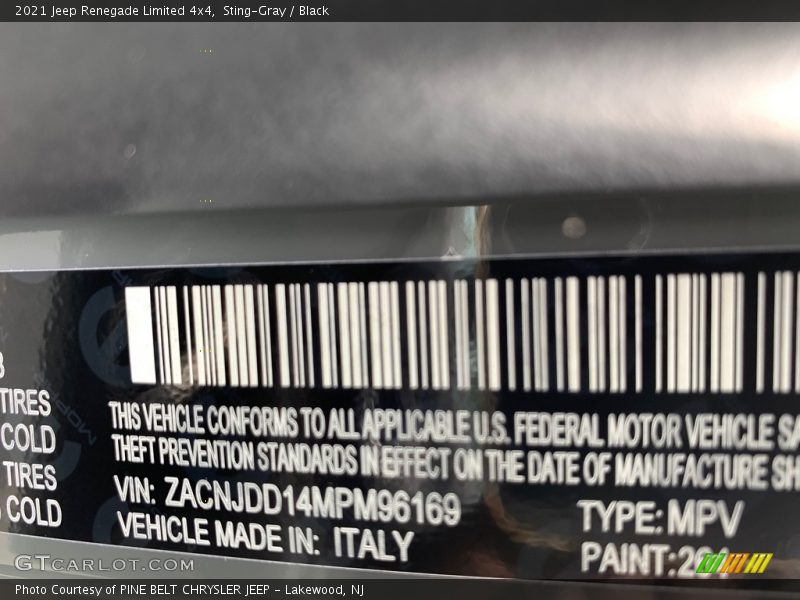 2021 Jeep Renegade Limited 4x4, Sting-Gray / Black
TIRES
COLD
TIRES
COLD
THIS VEHICLE CONFORMS TO ALL APPLICABLE U.S. FEDERAL MOTOR VEHICLE SA
THEFT PREVENTION STANDARDS IN EFFECT ON THE DATE OF MANUFACTURE SH
VIN: ZACNJDD14MPM96169
VEHICLE MADE IN: ITALY
TYPE: MPV
PAINT:
GTCARLOT.COM
Photo Courtesy of PINE BELT CHRYSLER JEEP - Lakewood, NJ